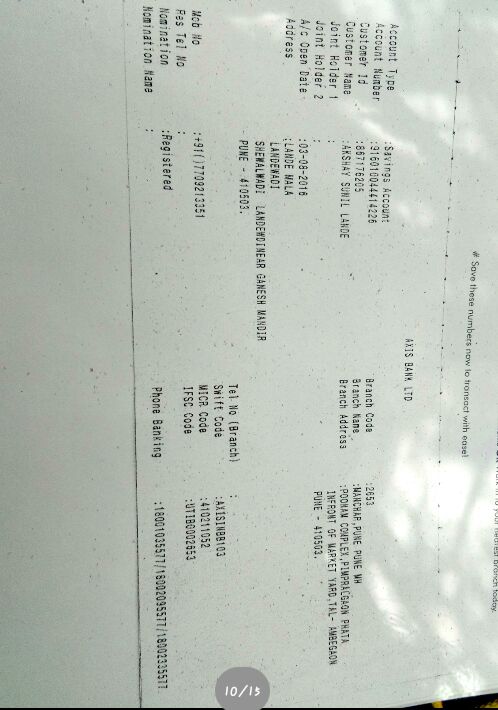 to your nearest branch today.
# Save these numbers now to transact with ease!
AXIS BANK LTD
Account Type :Savings Account
Account Number :916010044414226
Customer Id :867176205
Customer Name :AKSHAY SUNIL LANDE
Joint Holder 1 :
Joint Holder 2 :
A/c Open Date :03-08-2016
Address :LANDE MALA
LANDEWADI
SHEWALWADI LANDEWDINEAR GANESH MANDIR
PUNE - 410503.
Mob No :+91()7709213351
Res Tel No :
Nomination :Registered
Nomination Name :
Branch Code :2653
Branch Name :MANCHAR,PUNE PUNE MH
Branch Address :POONAM COMPLEX,PIMPRALGAON PHATA
INFRONT OF MARKET YARD,TAL- AMBEGAON
PUNE - 410503.
Tel No (Branch) :
Swift Code :AXISINBB103
MICR Code :410211052
IFSC Code :UTIB0002653
Phone Banking :18001035577/18002095577/18002335577.
10/15